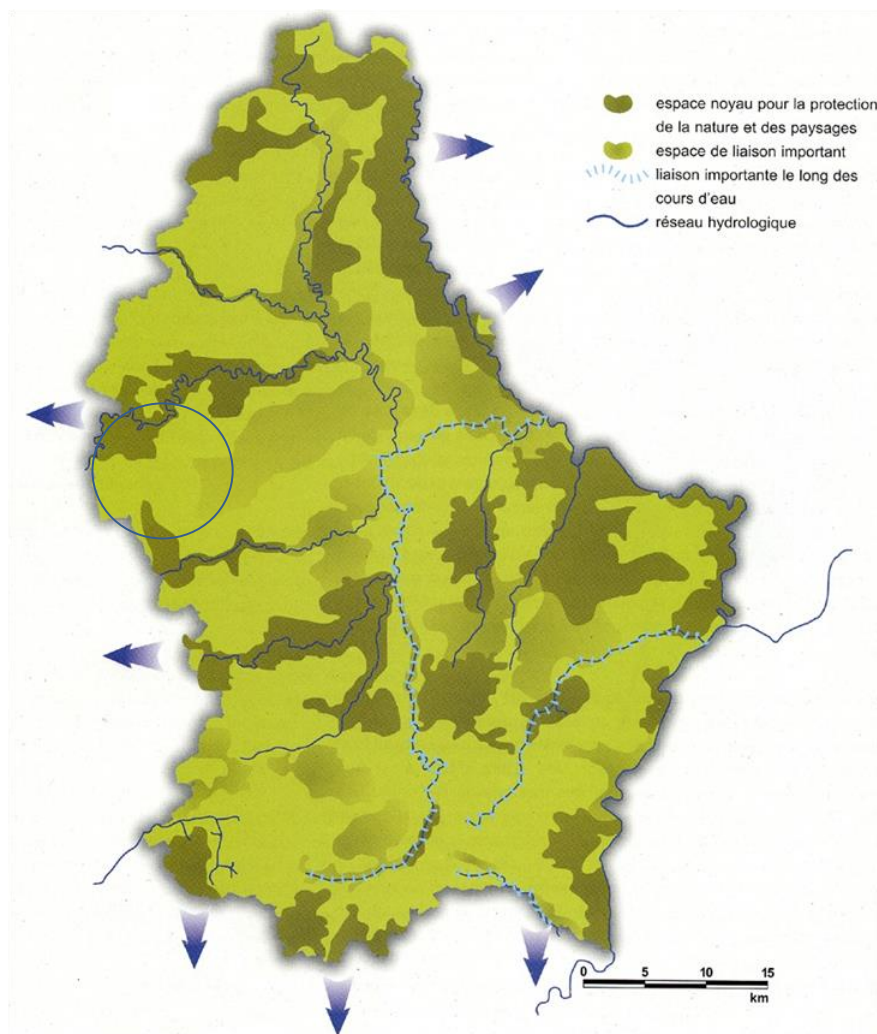 espace noyau pour la protection
de la nature et des paysages
espace de liaison important
liaison importante le long des
cours d'eau
réseau hydrologique
0 5 10 15
km